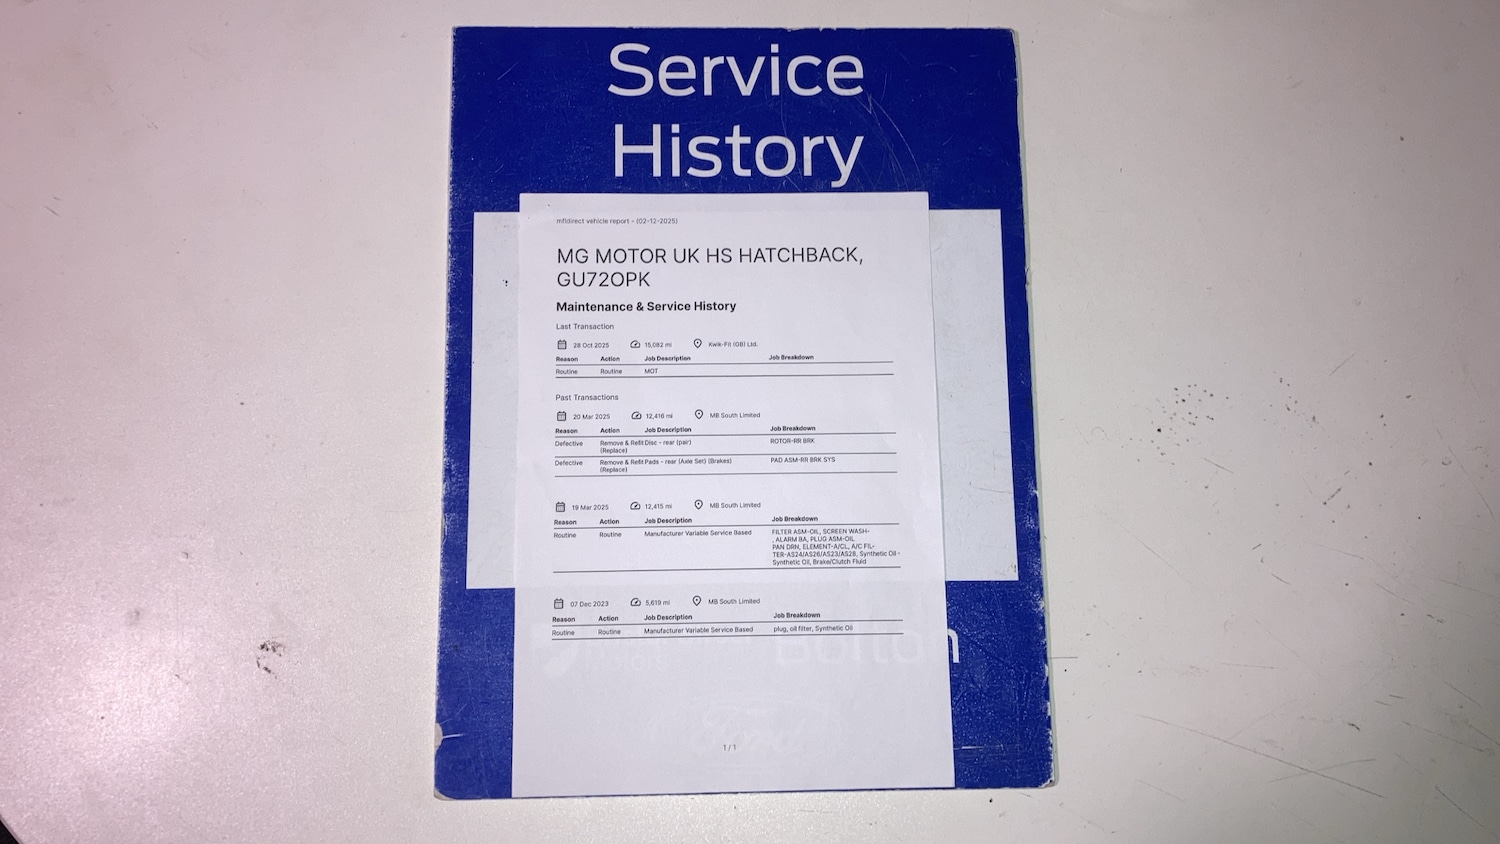 Service
History
mfldirect vehicle report - (02-12-2025)
MG MOTOR UK HS HATCHBACK,
GU72OPK
Maintenance & Service History
Last Transaction
28 Oct 2025 15,082 mi Kwik-Fit (GB) Ltd.
Reason Action Job Description Job Breakdown
Routine Routine MOT
Past Transactions
20 Mar 2025 12,416 mi MB South Limited
Reason Action Job Description Job Breakdown
Defective Remove & Refit Disc - rear (pair) ROTOR-RR BRK
(Replace)
Defective Remove & Refit Pads - rear (Axle Set) (Brakes) PAD ASM-RR BRK SYS
(Replace)
19 Mar 2025 12,415 mi MB South Limited
Reason Action Job Description Job Breakdown
Routine Routine Manufacturer Variable Service Based FILTER ASM-OIL, SCREEN WASH-
, ALARM BA, PLUG ASM-OIL
PAN DRN, ELEMENT-A/CL, A/C FIL-
TER-AS24/AS26/AS23/AS28, Synthetic Oil -
Synthetic Oil, Brake/Clutch Fluid
07 Dec 2023 5,619 mi MB South Limited
Reason Action Job Description Job Breakdown
Routine Routine Manufacturer Variable Service Based plug, oil filter, Synthetic Oil
Bolton
Ford
1 / 1